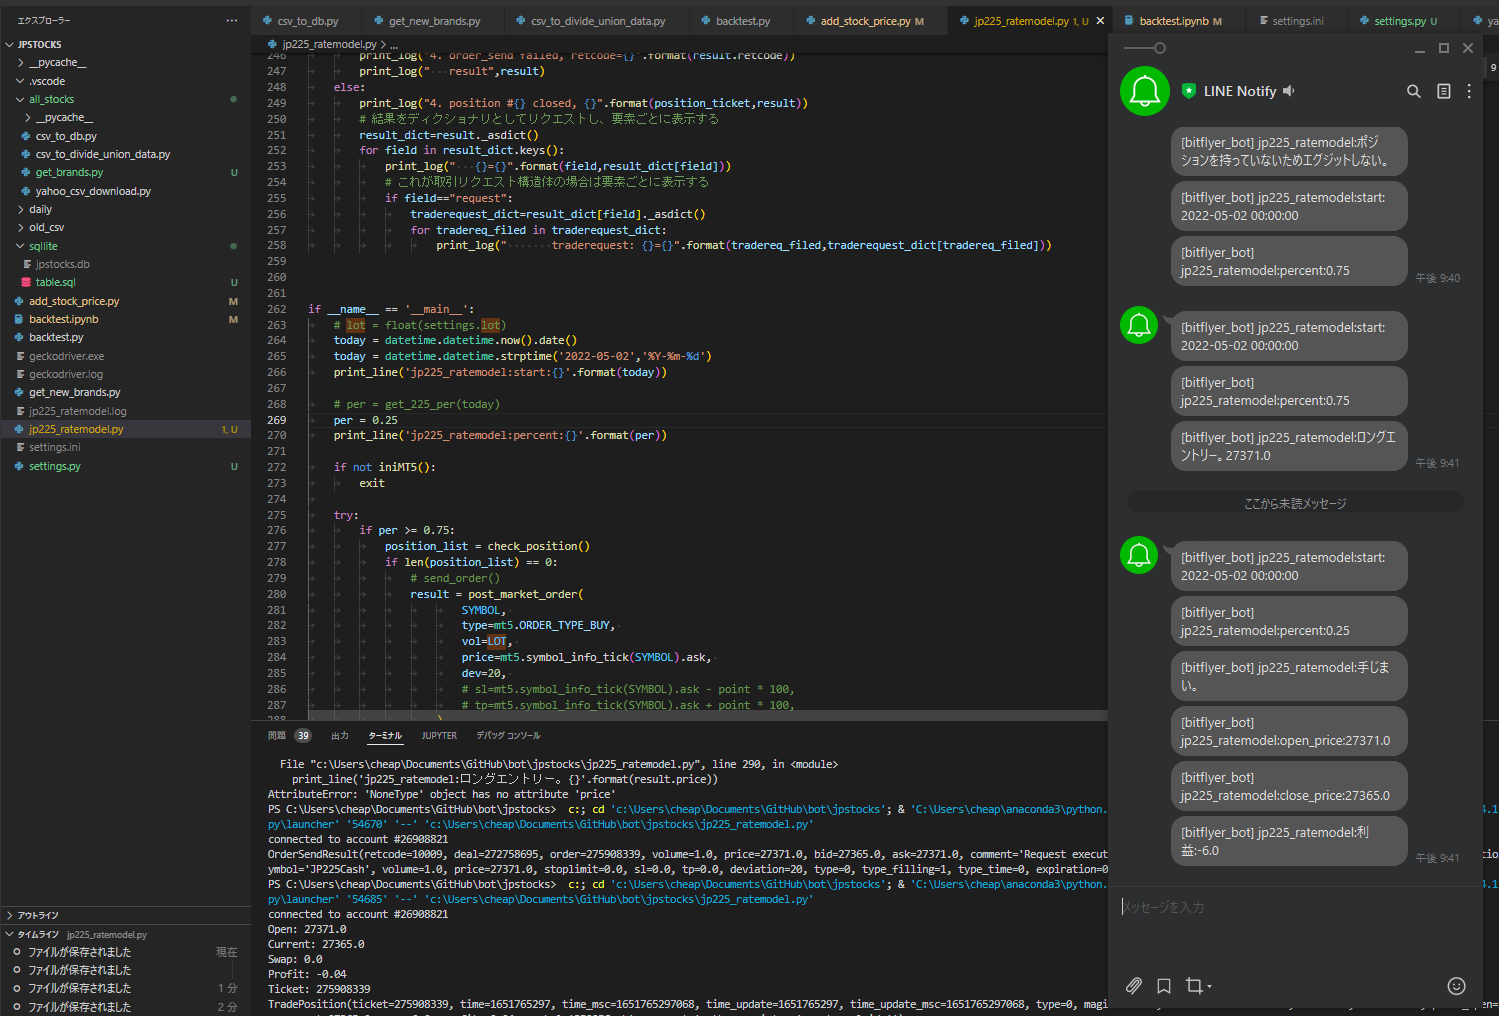 エクスプローラー
JPSTOCKS
__pycache__
.vscode
all_stocks
__pycache__
csv_to_db.py
csv_to_divide_union_data.py
get_brands.py U
yahoo_csv_download.py
daily
old_csv
sqllite
jpstocks.db
table.sql U
add_stock_price.py M
backtest.ipynb M
backtest.py
geckodriver.exe
geckodriver.log
get_new_brands.py
jp225_ratemodel.log
jp225_ratemodel.py 1, U
settings.ini
settings.py U
アウトライン
タイムライン jp225_ratemodel.py
ファイルが保存されました 現在
ファイルが保存されました
ファイルが保存されました 1 分
ファイルが保存されました 2 分
csv_to_db.py get_new_brands.py csv_to_divide_union_data.py backtest.py add_stock_price.py M jp225_ratemodel.py 1, U backtest.ipynb M settings.ini settings.py U ya
jp225_ratemodel.py > ...
246 print_log("4. order_send failed, retcode={}".format(result.retcode))
247 print_log("   result",result)
248 else:
249 print_log("4. position #{} closed, {}".format(position_ticket,result))
250 # 結果をディクショナリとしてリクエストし、要素ごとに表示する
251 result_dict=result._asdict()
252 for field in result_dict.keys():
253 print_log("   {}={}".format(field,result_dict[field]))
254 # これが取引リクエスト構造体の場合は要素ごとに表示する
255 if field=="request":
256 traderequest_dict=result_dict[field]._asdict()
257 for tradereq_filed in traderequest_dict:
258 print_log("       traderequest: {}={}".format(tradereq_filed,traderequest_dict[tradereq_filed]))
259
260
261
262 if __name__ == '__main__':
263 # lot = float(settings.lot)
264 today = datetime.datetime.now().date()
265 today = datetime.datetime.strptime('2022-05-02','%Y-%m-%d')
266 print_line('jp225_ratemodel:start:{}'.format(today))
267
268 # per = get_225_per(today)
269 per = 0.25
270 print_line('jp225_ratemodel:percent:{}'.format(per))
271
272 if not iniMT5():
273 exit
274
275 try:
276 if per >= 0.75:
277 position_list = check_position()
278 if len(position_list) == 0:
279 # send_order()
280 result = post_market_order(
281 SYMBOL,
282 type=mt5.ORDER_TYPE_BUY,
283 vol=LOT,
284 price=mt5.symbol_info_tick(SYMBOL).ask,
285 dev=20,
286 # sl=mt5.symbol_info_tick(SYMBOL).ask - point * 100,
287 # tp=mt5.symbol_info_tick(SYMBOL).ask + point * 100,
288 )
問題 39 出力 ターミナル JUPYTER デバッグ コンソール
File "c:\Users\cheap\Documents\GitHub\bot\jpstocks\jp225_ratemodel.py", line 290, in <module>
print_line('jp225_ratemodel:ロングエントリー。{}'.format(result.price))
AttributeError: 'NoneType' object has no attribute 'price'
PS C:\Users\cheap\Documents\GitHub\bot\jpstocks>  c:; cd 'c:\Users\cheap\Documents\GitHub\bot\jpstocks'; & 'C:\Users\cheap\anaconda3\python. 4.1
py\launcher' '54670' '--' 'c:\Users\cheap\Documents\GitHub\bot\jpstocks\jp225_ratemodel.py'
connected to account #26908821
OrderSendResult(retcode=10009, deal=272758695, order=275908339, volume=1.0, price=27371.0, bid=27365.0, ask=27371.0, comment='Request execut ctio
ymbol='JP225Cash', volume=1.0, price=27371.0, stoplimit=0.0, sl=0.0, tp=0.0, deviation=20, type=0, type_filling=1, type_time=0, expiration=0
PS C:\Users\cheap\Documents\GitHub\bot\jpstocks>  c:; cd 'c:\Users\cheap\Documents\GitHub\bot\jpstocks'; & 'C:\Users\cheap\anaconda3\python. 4.1
py\launcher' '54685' '--' 'c:\Users\cheap\Documents\GitHub\bot\jpstocks\jp225_ratemodel.py'
connected to account #26908821
Open: 27371.0
Current: 27365.0
Swap: 0.0
Profit: -0.04
Ticket: 275908339
TradePosition(ticket=275908339, time=1651765297, time_msc=1651765297068, time_update=1651765297, time_update_msc=1651765297068, type=0, magi
LINE Notify
[bitflyer_bot] jp225_ratemodel:ポジ
ションを持っていないためエグジットしない。
[bitflyer_bot] jp225_ratemodel:start:
2022-05-02 00:00:00
[bitflyer_bot]
jp225_ratemodel:percent:0.75
午後 9:40
[bitflyer_bot] jp225_ratemodel:start:
2022-05-02 00:00:00
[bitflyer_bot]
jp225_ratemodel:percent:0.75
[bitflyer_bot] jp225_ratemodel:ロングエ
ントリー。27371.0
午後 9:41
ここから未読メッセージ
[bitflyer_bot] jp225_ratemodel:start:
2022-05-02 00:00:00
[bitflyer_bot]
jp225_ratemodel:percent:0.25
[bitflyer_bot] jp225_ratemodel:手じま
い。
[bitflyer_bot]
jp225_ratemodel:open_price:27371.0
[bitflyer_bot]
jp225_ratemodel:close_price:27365.0
[bitflyer_bot] jp225_ratemodel:利
益:-6.0
午後 9:41
メッセージを入力